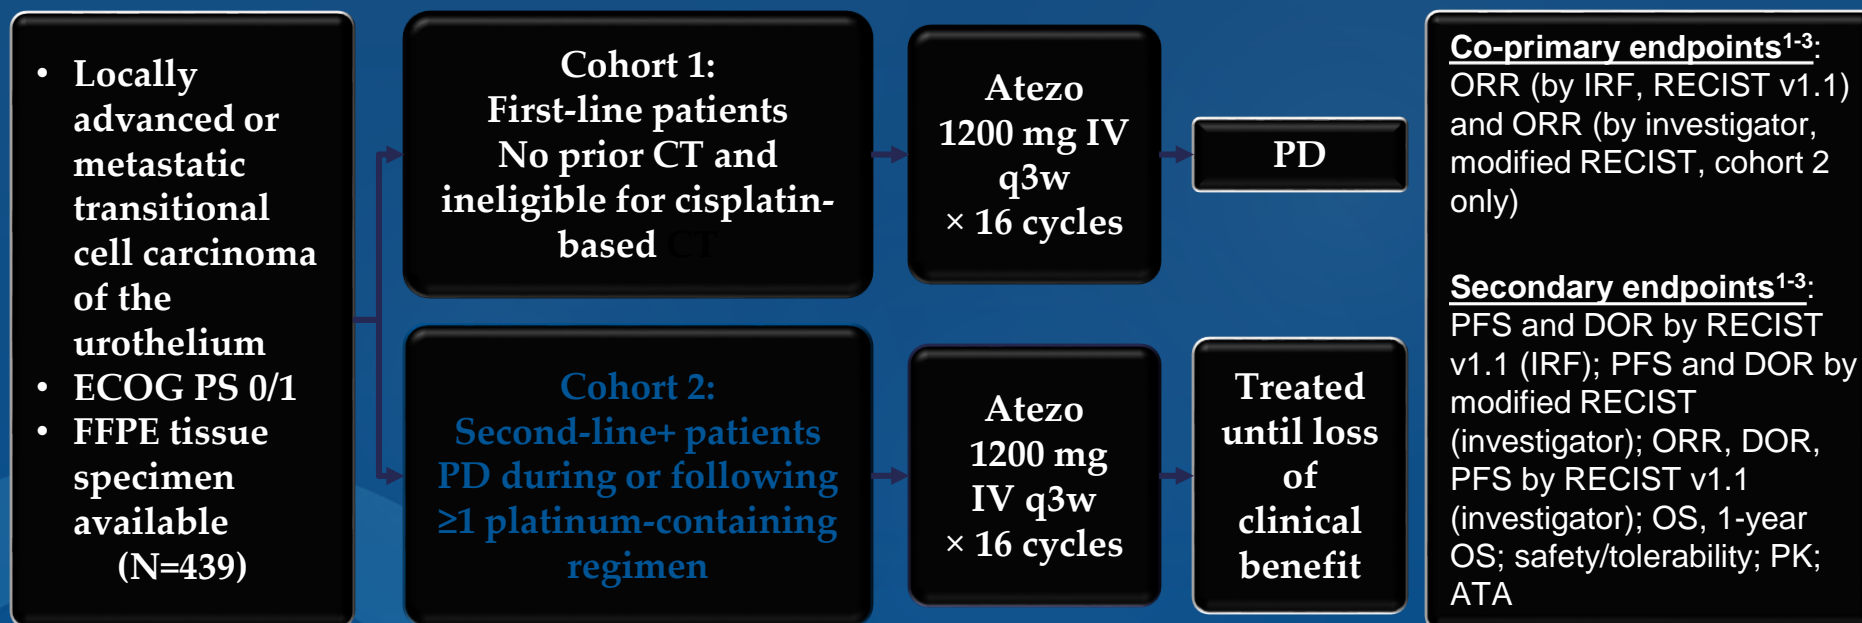 • Locally
advanced or
metastatic
transitional
cell carcinoma
of the
urothelium
• ECOG PS 0/1
• FFPE tissue
specimen
available
(N=439)
Cohort 1:
First-line patients
No prior CT and
ineligible for cisplatin-
based CT
Atezo
1200 mg IV
q3w
× 16 cycles
PD
Cohort 2:
Second-line+ patients
PD during or following
≥1 platinum-containing
regimen
Atezo
1200 mg
IV q3w
× 16 cycles
Treated
until loss
of
clinical
benefit
Co-primary endpoints¹⁻³:
ORR (by IRF, RECIST v1.1)
and ORR (by investigator,
modified RECIST, cohort 2
only)
Secondary endpoints¹⁻³:
PFS and DOR by RECIST
v1.1 (IRF); PFS and DOR by
modified RECIST
(investigator); ORR, DOR,
PFS by RECIST v1.1
(investigator); OS, 1-year
OS; safety/tolerability; PK;
ATA